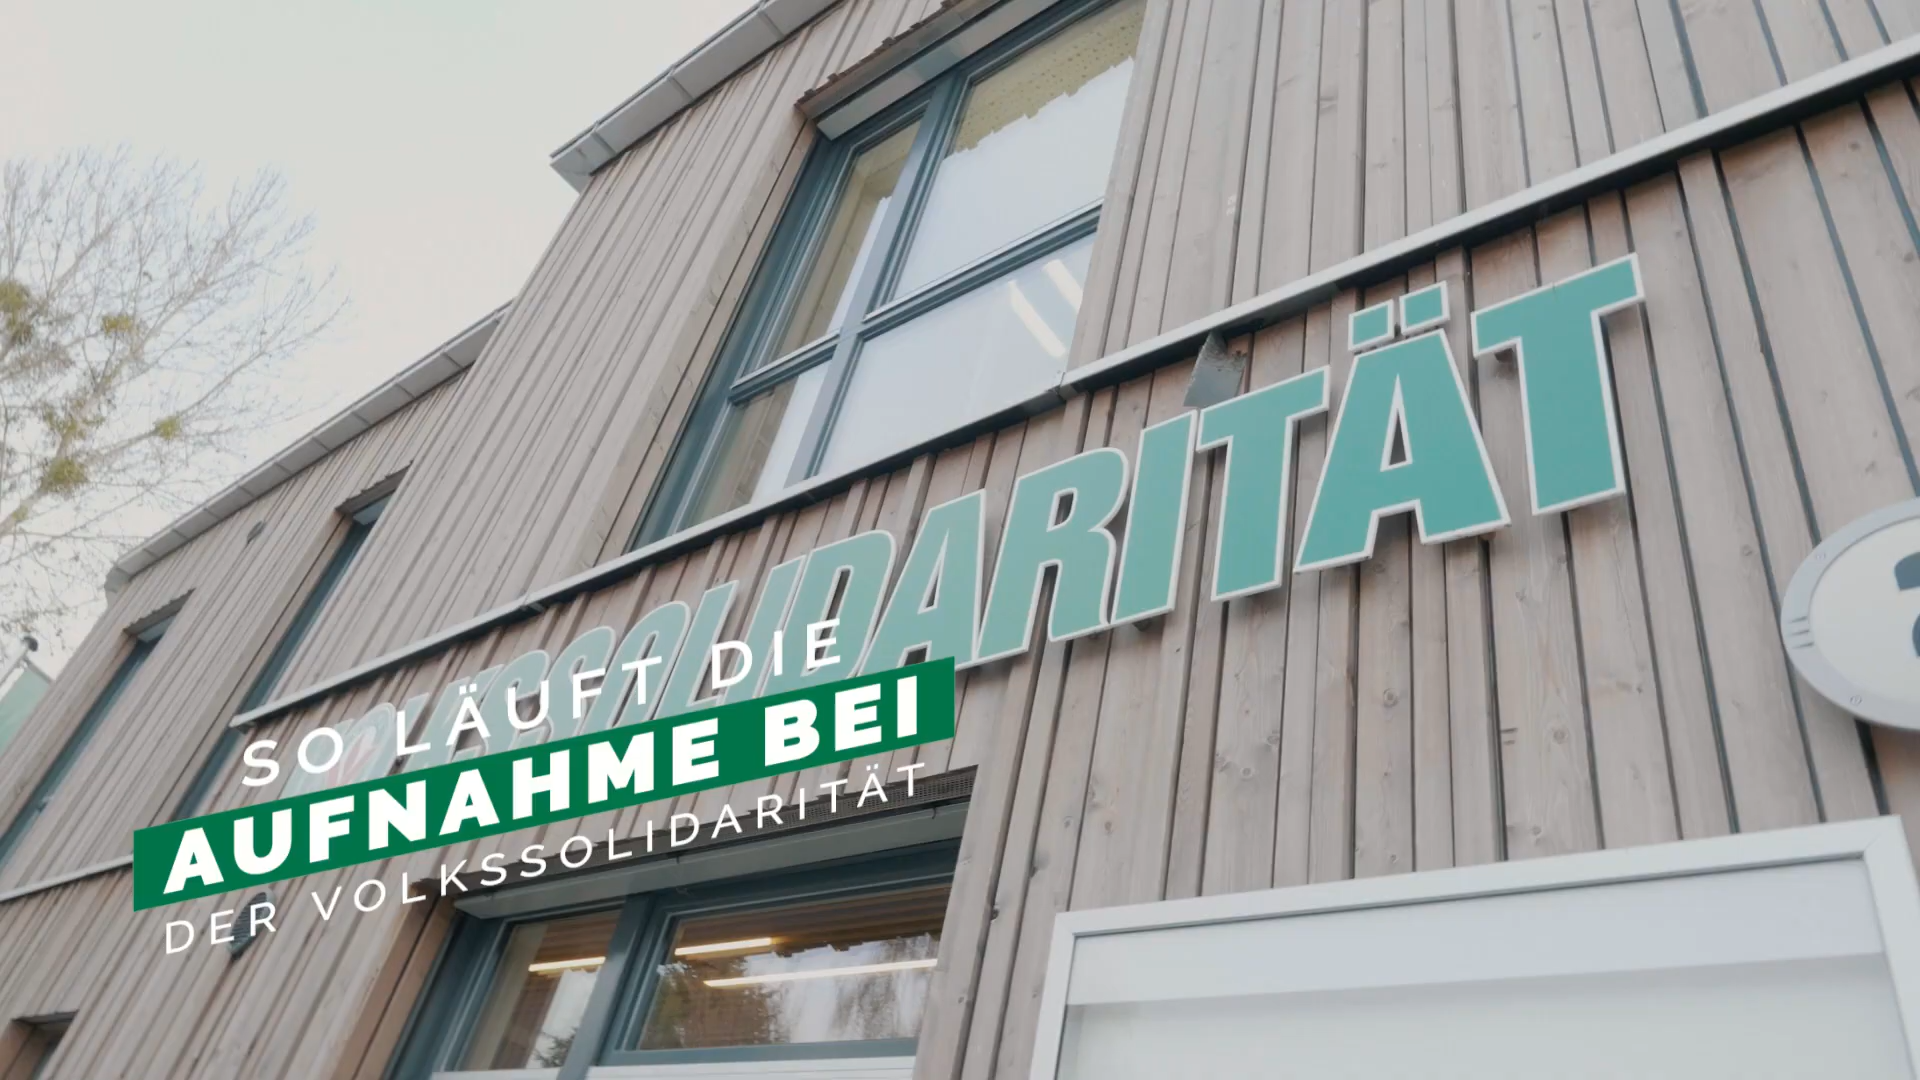 VOLKSSOLIDARITÄT
SO LÄUFT DIE
AUFNAHME BEI
DER VOLKSSOLIDARITÄT